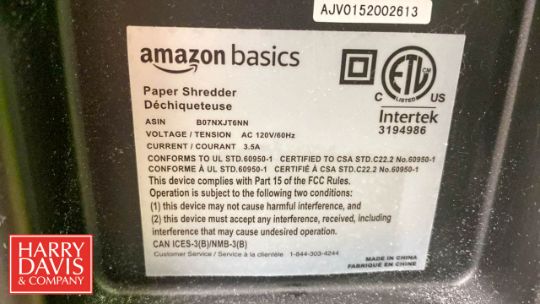 AJV0152002613
amazon basics
Paper Shredder
Déchiqueteuse
ASIN B07NXJT6NN
VOLTAGE / TENSION AC 120V/60Hz
CURRENT / COURANT 3.5A
CONFORMS TO UL STD.60950-1 CERTIFIED TO CSA STD.C22.2 No.60950-1
CONFORME À UL STD.60950-1 CERTIFIÉ À CSA STD.C22.2 No.60950-1
This device complies with Part 15 of the FCC Rules.
Operation is subject to the following two conditions:
(1) this device may not cause harmful interference, and
(2) this device must accept any interference, received, including
interference that may cause undesired operation.
CAN ICES-3(B)/NMB-3(B)
Customer Service / Service à la clientèle 1-844-303-4244
ETL CM
LISTED
C US
Intertek
3194986
MADE IN CHINA
FABRIQUÉ EN CHINE
HARRY
DAVIS
& COMPANY